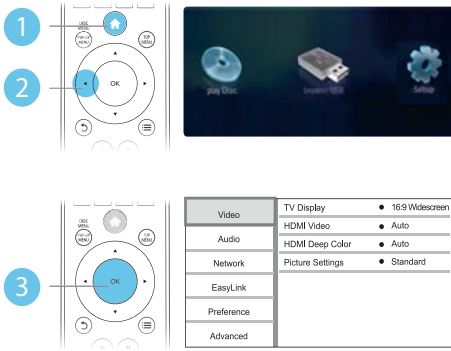 1
DISC
MENU
POP-UP
MENU
TOP
MENU
2
OK
play Disc
browse USB
Setup
DISC
MENU
POP-UP
MENU
TOP
MENU
3
OK
Video
Audio
Network
EasyLink
Preference
Advanced
TV Display ● 16:9 Widescreen
HDMI Video ● Auto
HDMI Deep Color ● Auto
Picture Settings ● Standard